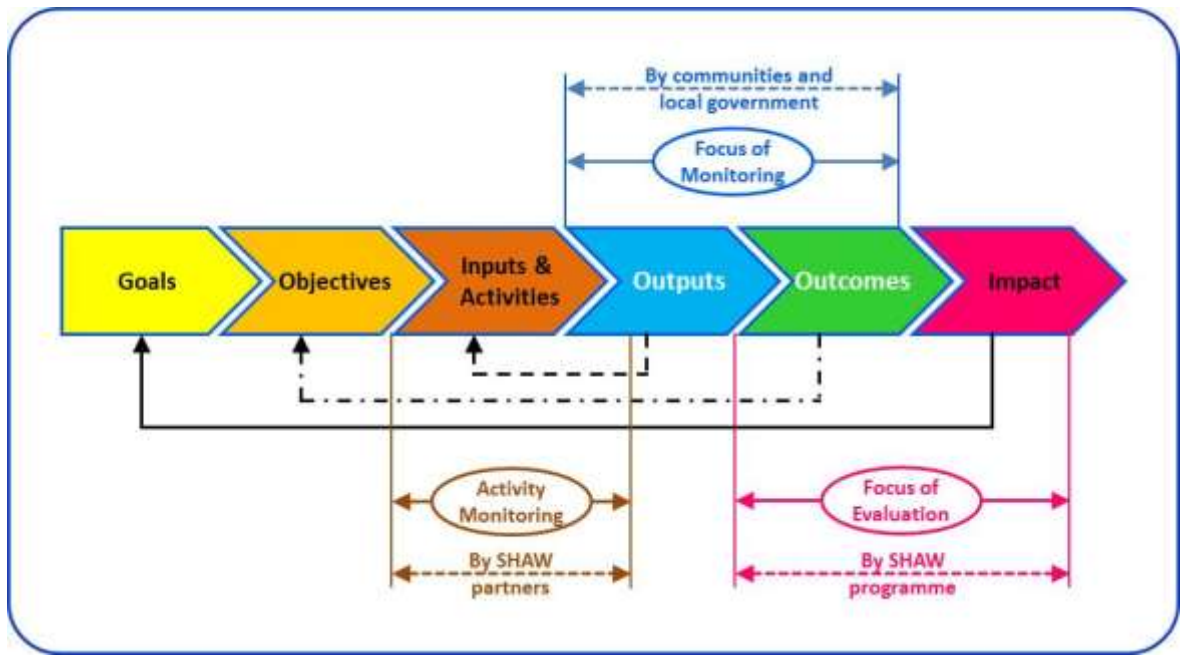 By communities and
local government
Focus of
Monitoring
Goals
Objectives
Inputs &
Activities
Outputs
Outcomes
Impact
Activity
Monitoring
Focus of
Evaluation
By SHAW
partners
By SHAW
programme